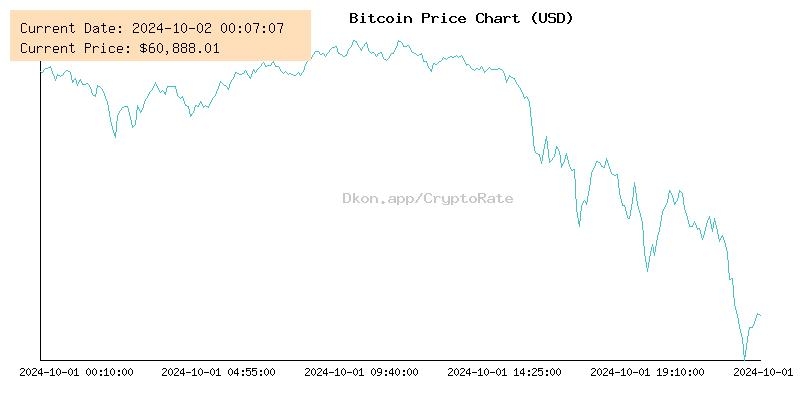 Bitcoin Price Chart (USD)
Current Date: 2024-10-02 00:07:07
Current Price: $60,888.01
Dkon.app/CryptoRate
2024-10-01 00:10:00 2024-10-01 04:55:00 2024-10-01 09:40:00 2024-10-01 14:25:00 2024-10-01 19:10:00 2024-10-01